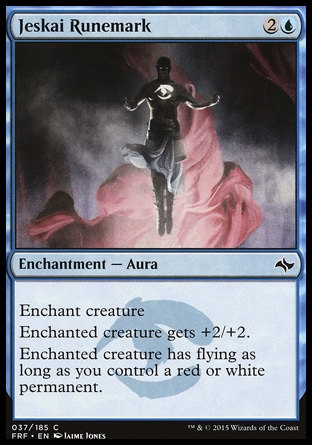 Jeskai Runemark 2
Enchantment — Aura
Enchant creature
Enchanted creature gets +2/+2.
Enchanted creature has flying as
long as you control a red or white
permanent.
037/185 C
FRF • EN Jaime Jones
™ & © 2015 Wizards of the Coast